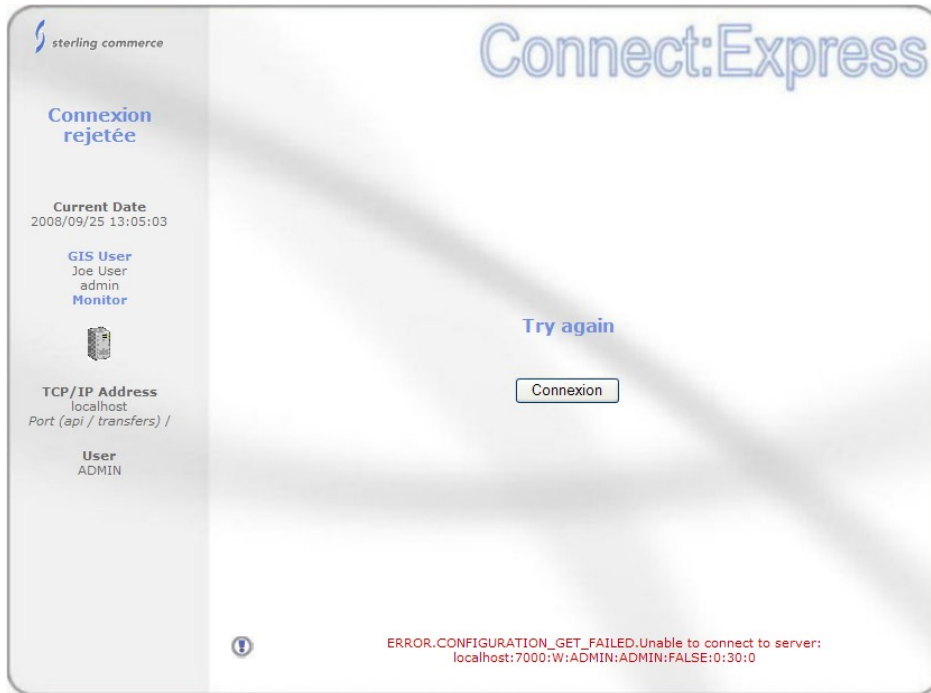 sterling commerce
Connect:Express
Connexion
rejetée
Current Date
2008/09/25 13:05:03
GIS User
Joe User
admin
Monitor
TCP/IP Address
localhost
Port (api / transfers) /
User
ADMIN
Try again
Connexion
ERROR.CONFIGURATION_GET_FAILED.Unable to connect to server:
localhost:7000:W:ADMIN:ADMIN:FALSE:0:30:0